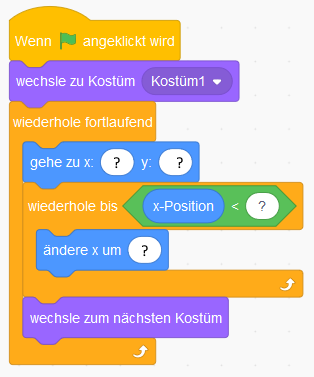 Wenn angeklickt wird
wechsle zu Kostüm Kostüm1
wiederhole fortlaufend
gehe zu x: ? y: ?
wiederhole bis x-Position < ?
ändere x um ?
wechsle zum nächsten Kostüm